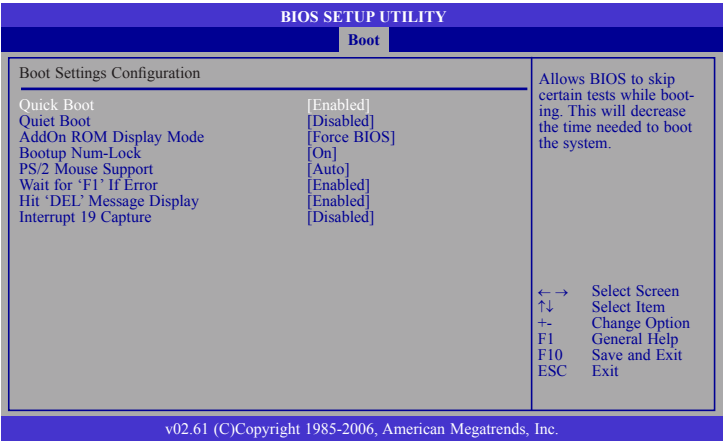 BIOS SETUP UTILITY
Boot
Boot Settings Configuration
Quick Boot [Enabled]
Quiet Boot [Disabled]
AddOn ROM Display Mode [Force BIOS]
Bootup Num-Lock [On]
PS/2 Mouse Support [Auto]
Wait for ‘F1’ If Error [Enabled]
Hit ‘DEL’ Message Display [Enabled]
Interrupt 19 Capture [Disabled]
Allows BIOS to skip
certain tests while boot-
ing. This will decrease
the time needed to boot
the system.
←→ Select Screen
↑↓ Select Item
+- Change Option
F1 General Help
F10 Save and Exit
ESC Exit
v02.61 (C)Copyright 1985-2006, American Megatrends, Inc.